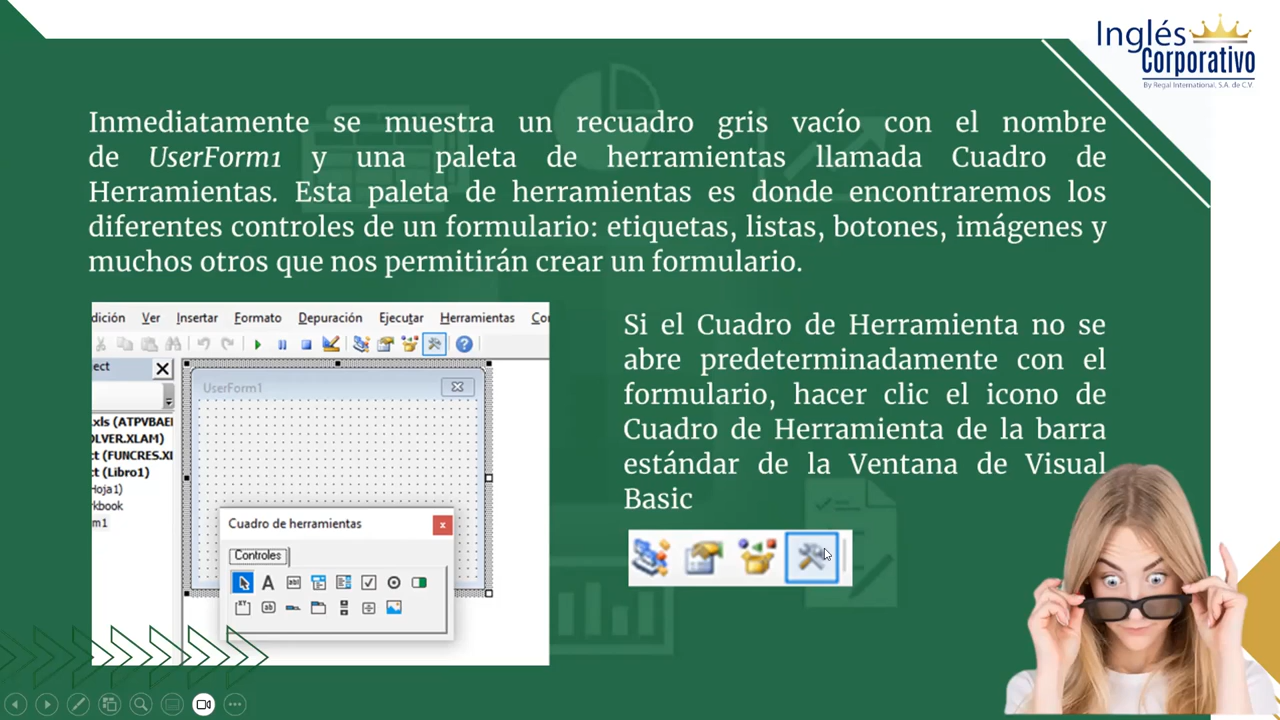 Inglés
Corporativo
By Regal International, S.A. de C.V.
Inmediatamente se muestra un recuadro gris vacío con el nombre
de UserForm1 y una paleta de herramientas llamada Cuadro de
Herramientas. Esta paleta de herramientas es donde encontraremos los
diferentes controles de un formulario: etiquetas, listas, botones, imágenes y
muchos otros que nos permitirán crear un formulario.
dición Ver Insertar Formato Depuración Ejecutar Herramientas Co
ect
UserForm1
.xls (ATPVBAEI
OLVER.XLAM)
ct (FUNCRES.XI
ct (Libro1)
Hoja1)
rkbook
m1
Cuadro de herramientas
Controles
A ab|
XY ab
Si el Cuadro de Herramienta no se
abre predeterminadamente con el
formulario, hacer clic el icono de
Cuadro de Herramienta de la barra
estándar de la Ventana de Visual
Basic